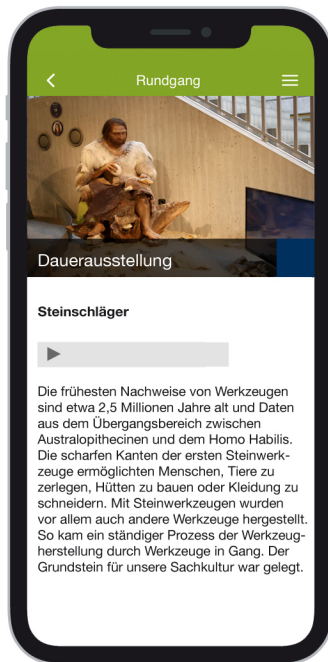 Rundgang
Dauerausstellung
Steinschläger
Die frühesten Nachweise von Werkzeugen
sind etwa 2,5 Millionen Jahre alt und Daten
aus dem Übergangsbereich zwischen
Australopithecinen und dem Homo Habilis.
Die scharfen Kanten der ersten Steinwerk-
zeuge ermöglichten Menschen, Tiere zu
zerlegen, Hütten zu bauen oder Kleidung zu
schneidern. Mit Steinwerkzeugen wurden
vor allem auch andere Werkzeuge hergestellt.
So kam ein ständiger Prozess der Werkzeug-
herstellung durch Werkzeuge in Gang. Der
Grundstein für unsere Sachkultur war gelegt.